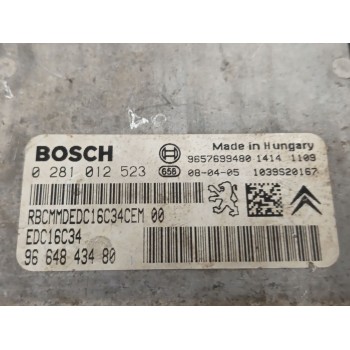 Made in Hungary
BOSCH
9657699480 1414 1109
0 281 012 523
656
08-04-05 1039S20167
RBCMMDEDC16C34CEM 00
EDC16C34
96 648 434 80